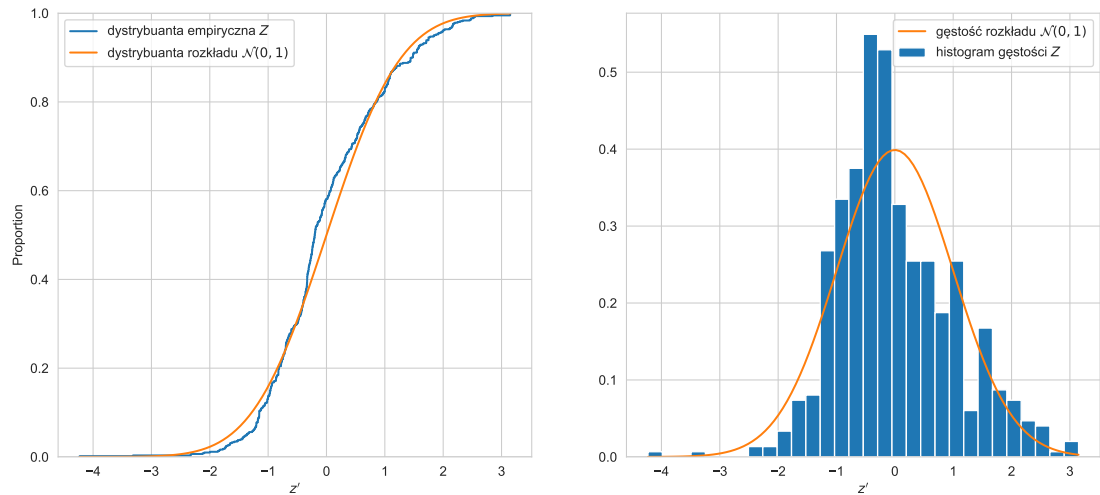 dystrybuanta empiryczna Z
dystrybuanta rozkładu 𝒩(0, 1)
1.0
0.8
0.6
0.4
0.2
0.0
Proportion
−4 −3 −2 −1 0 1 2 3
z′
gęstość rozkładu 𝒩(0, 1)
histogram gęstości Z
0.5
0.4
0.3
0.2
0.1
0.0
−4 −3 −2 −1 0 1 2 3
z′